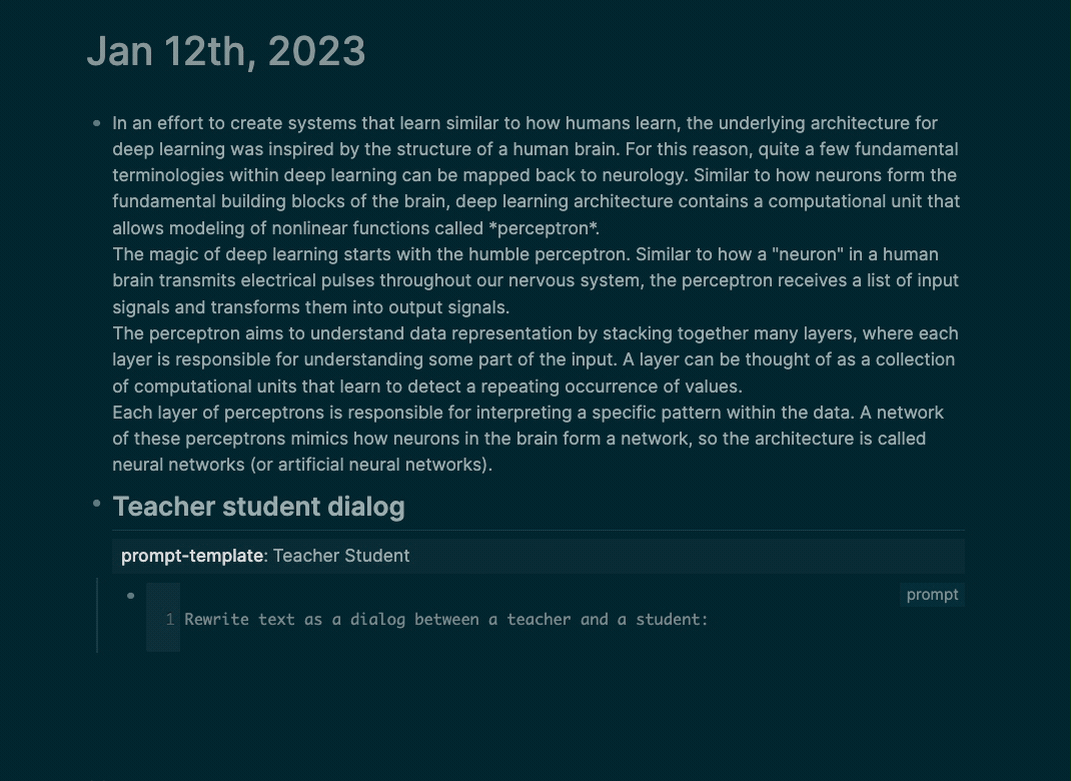 Jan 12th, 2023
In an effort to create systems that learn similar to how humans learn, the underlying architecture for
deep learning was inspired by the structure of a human brain. For this reason, quite a few fundamental
terminologies within deep learning can be mapped back to neurology. Similar to how neurons form the
fundamental building blocks of the brain, deep learning architecture contains a computational unit that
allows modeling of nonlinear functions called *perceptron*.
The magic of deep learning starts with the humble perceptron. Similar to how a "neuron" in a human
brain transmits electrical pulses throughout our nervous system, the perceptron receives a list of input
signals and transforms them into output signals.
The perceptron aims to understand data representation by stacking together many layers, where each
layer is responsible for understanding some part of the input. A layer can be thought of as a collection
of computational units that learn to detect a repeating occurrence of values.
Each layer of perceptrons is responsible for interpreting a specific pattern within the data. A network
of these perceptrons mimics how neurons in the brain form a network, so the architecture is called
neural networks (or artificial neural networks).
Teacher student dialog
prompt-template: Teacher Student
prompt
1 Rewrite text as a dialog between a teacher and a student: